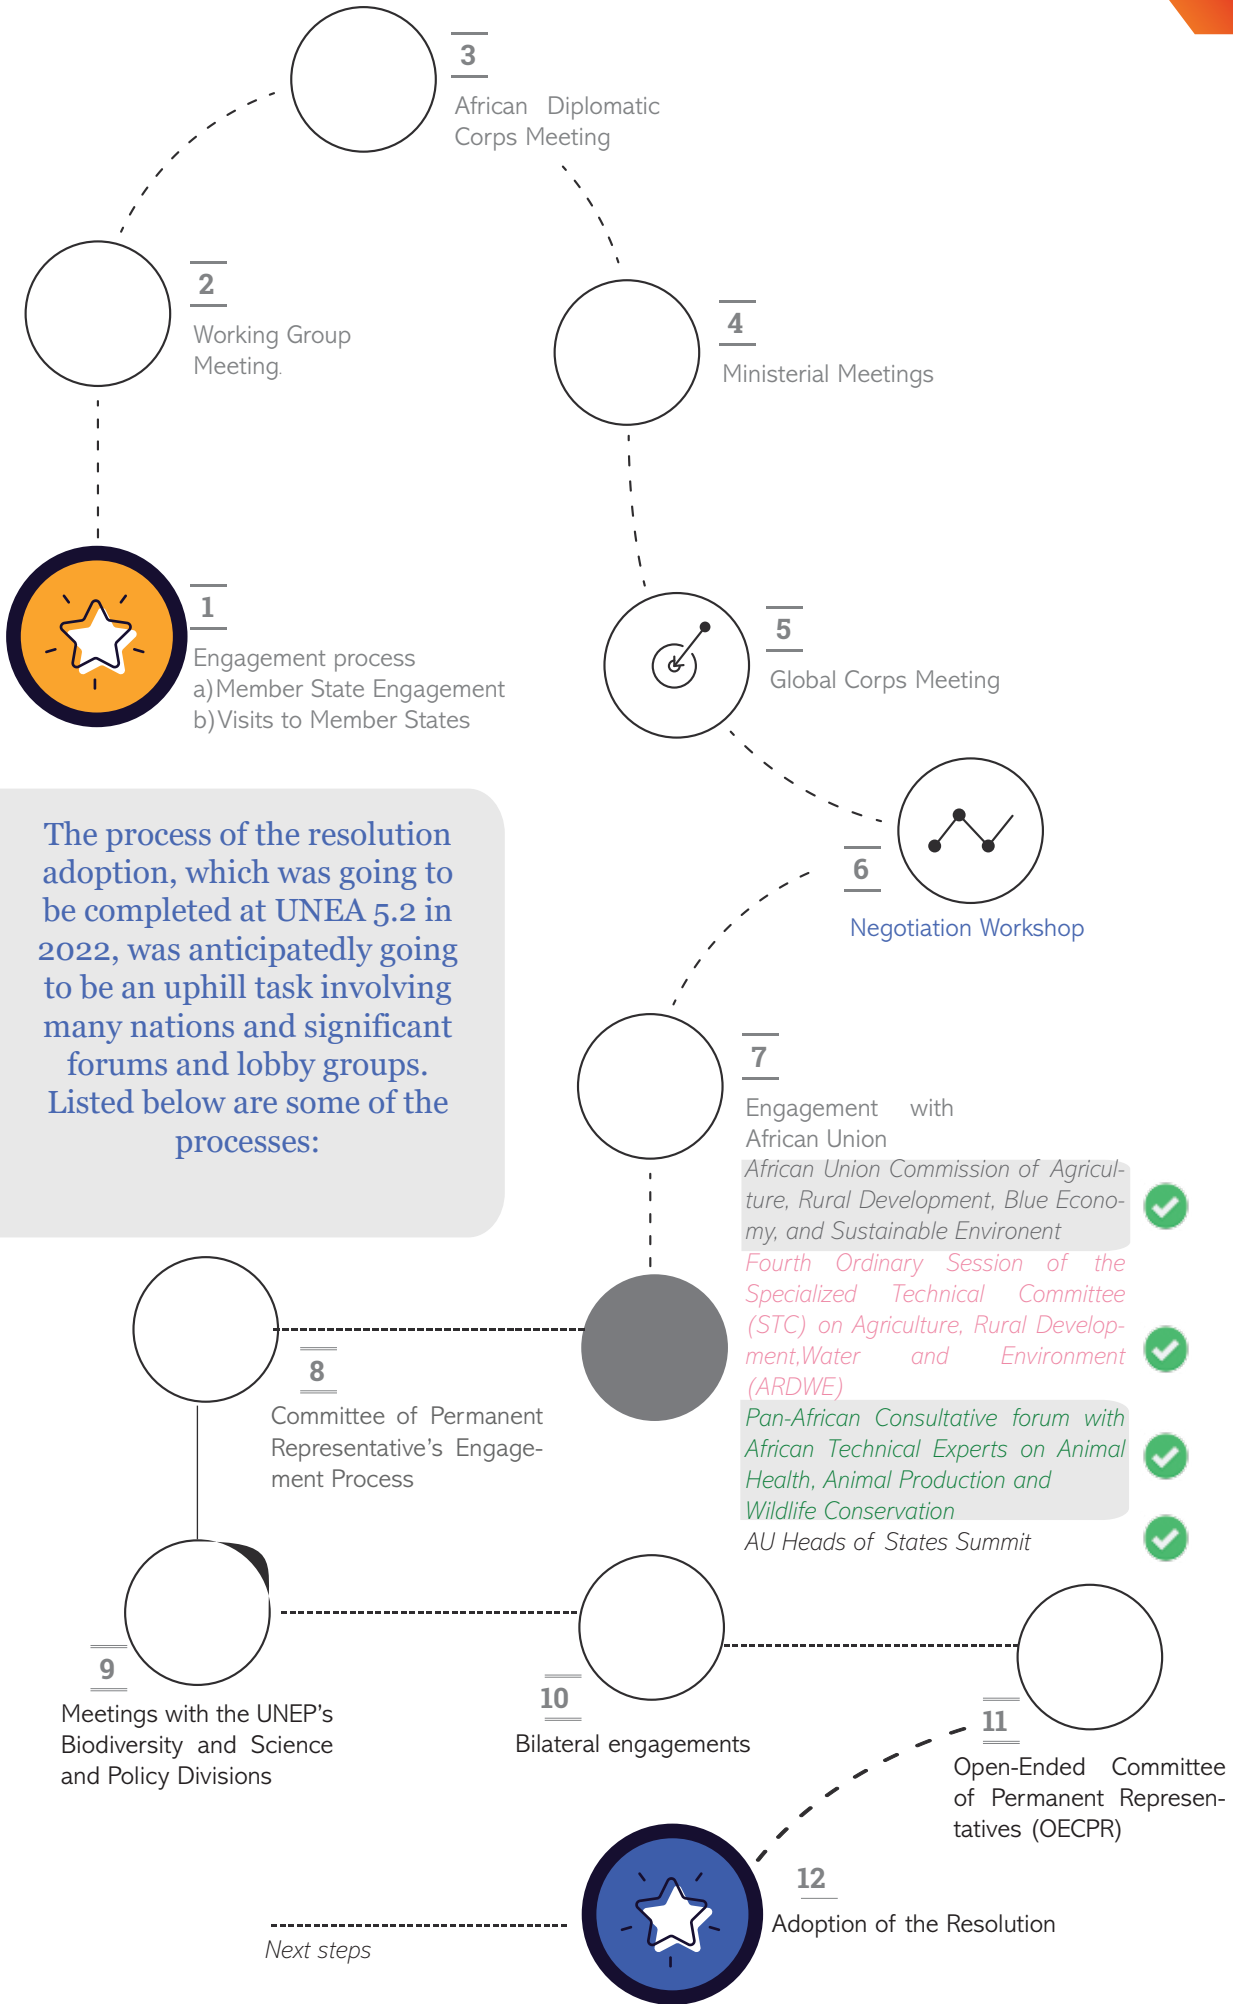 3
African Diplomatic
Corps Meeting
2
Working Group
Meeting.
4
Ministerial Meetings
1
Engagement process
a)Member State Engagement
b)Visits to Member States
5
Global Corps Meeting
6
Negotiation Workshop
The process of the resolution
adoption, which was going to
be completed at UNEA 5.2 in
2022, was anticipatedly going
to be an uphill task involving
many nations and significant
forums and lobby groups.
Listed below are some of the
processes:
7
Engagement with
African Union
African Union Commission of Agricul-
ture, Rural Development, Blue Econo-
my, and Sustainable Environent
Fourth Ordinary Session of the
Specialized Technical Committee
(STC) on Agriculture, Rural Develop-
ment,Water and Environment
(ARDWE)
Pan-African Consultative forum with
African Technical Experts on Animal
Health, Animal Production and
Wildlife Conservation
AU Heads of States Summit
8
Committee of Permanent
Representative's Engage-
ment Process
9
Meetings with the UNEP's
Biodiversity and Science
and Policy Divisions
10
Bilateral engagements
11
Open-Ended Committee
of Permanent Represen-
tatives (OECPR)
12
Adoption of the Resolution
Next steps